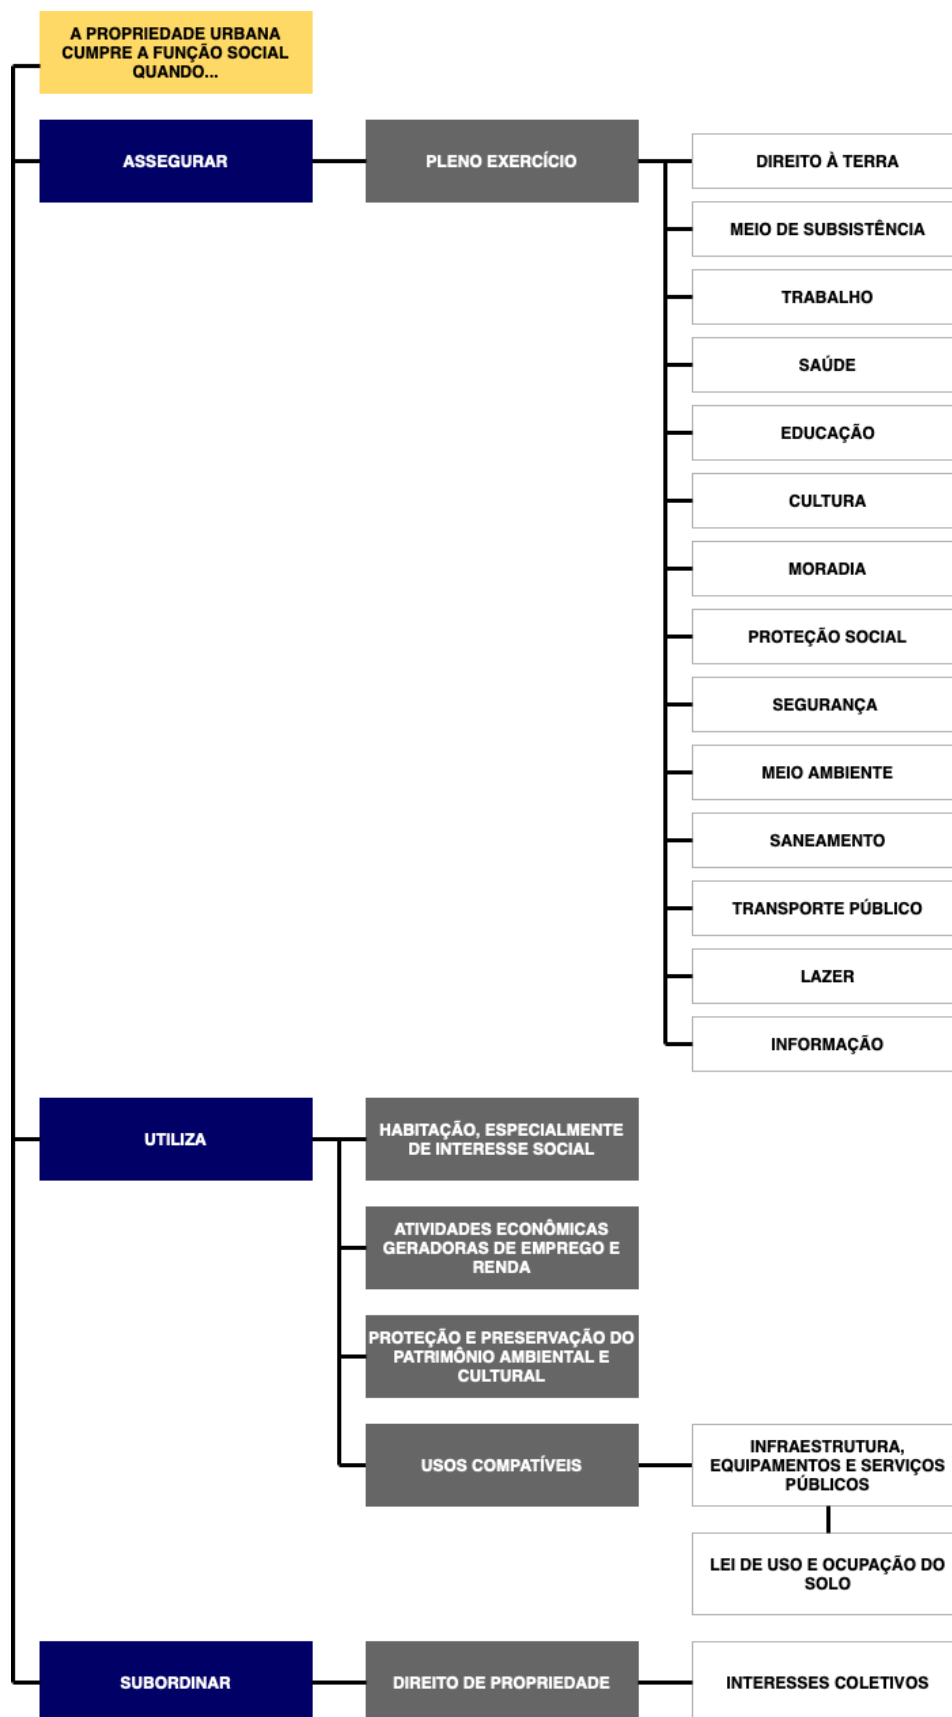 A PROPRIEDADE URBANA
CUMPRE A FUNÇÃO SOCIAL
QUANDO...
ASSEGURAR
PLENO EXERCÍCIO
DIREITO À TERRA
MEIO DE SUBSISTÊNCIA
TRABALHO
SAÚDE
EDUCAÇÃO
CULTURA
MORADIA
PROTEÇÃO SOCIAL
SEGURANÇA
MEIO AMBIENTE
SANEAMENTO
TRANSPORTE PÚBLICO
LAZER
INFORMAÇÃO
UTILIZA
HABITAÇÃO, ESPECIALMENTE
DE INTERESSE SOCIAL
ATIVIDADES ECONÔMICAS
GERADORAS DE EMPREGO E
RENDA
PROTEÇÃO E PRESERVAÇÃO DO
PATRIMÔNIO AMBIENTAL E
CULTURAL
USOS COMPATÍVEIS
INFRAESTRUTURA,
EQUIPAMENTOS E SERVIÇOS
PÚBLICOS
LEI DE USO E OCUPAÇÃO DO
SOLO
SUBORDINAR
DIREITO DE PROPRIEDADE
INTERESSES COLETIVOS